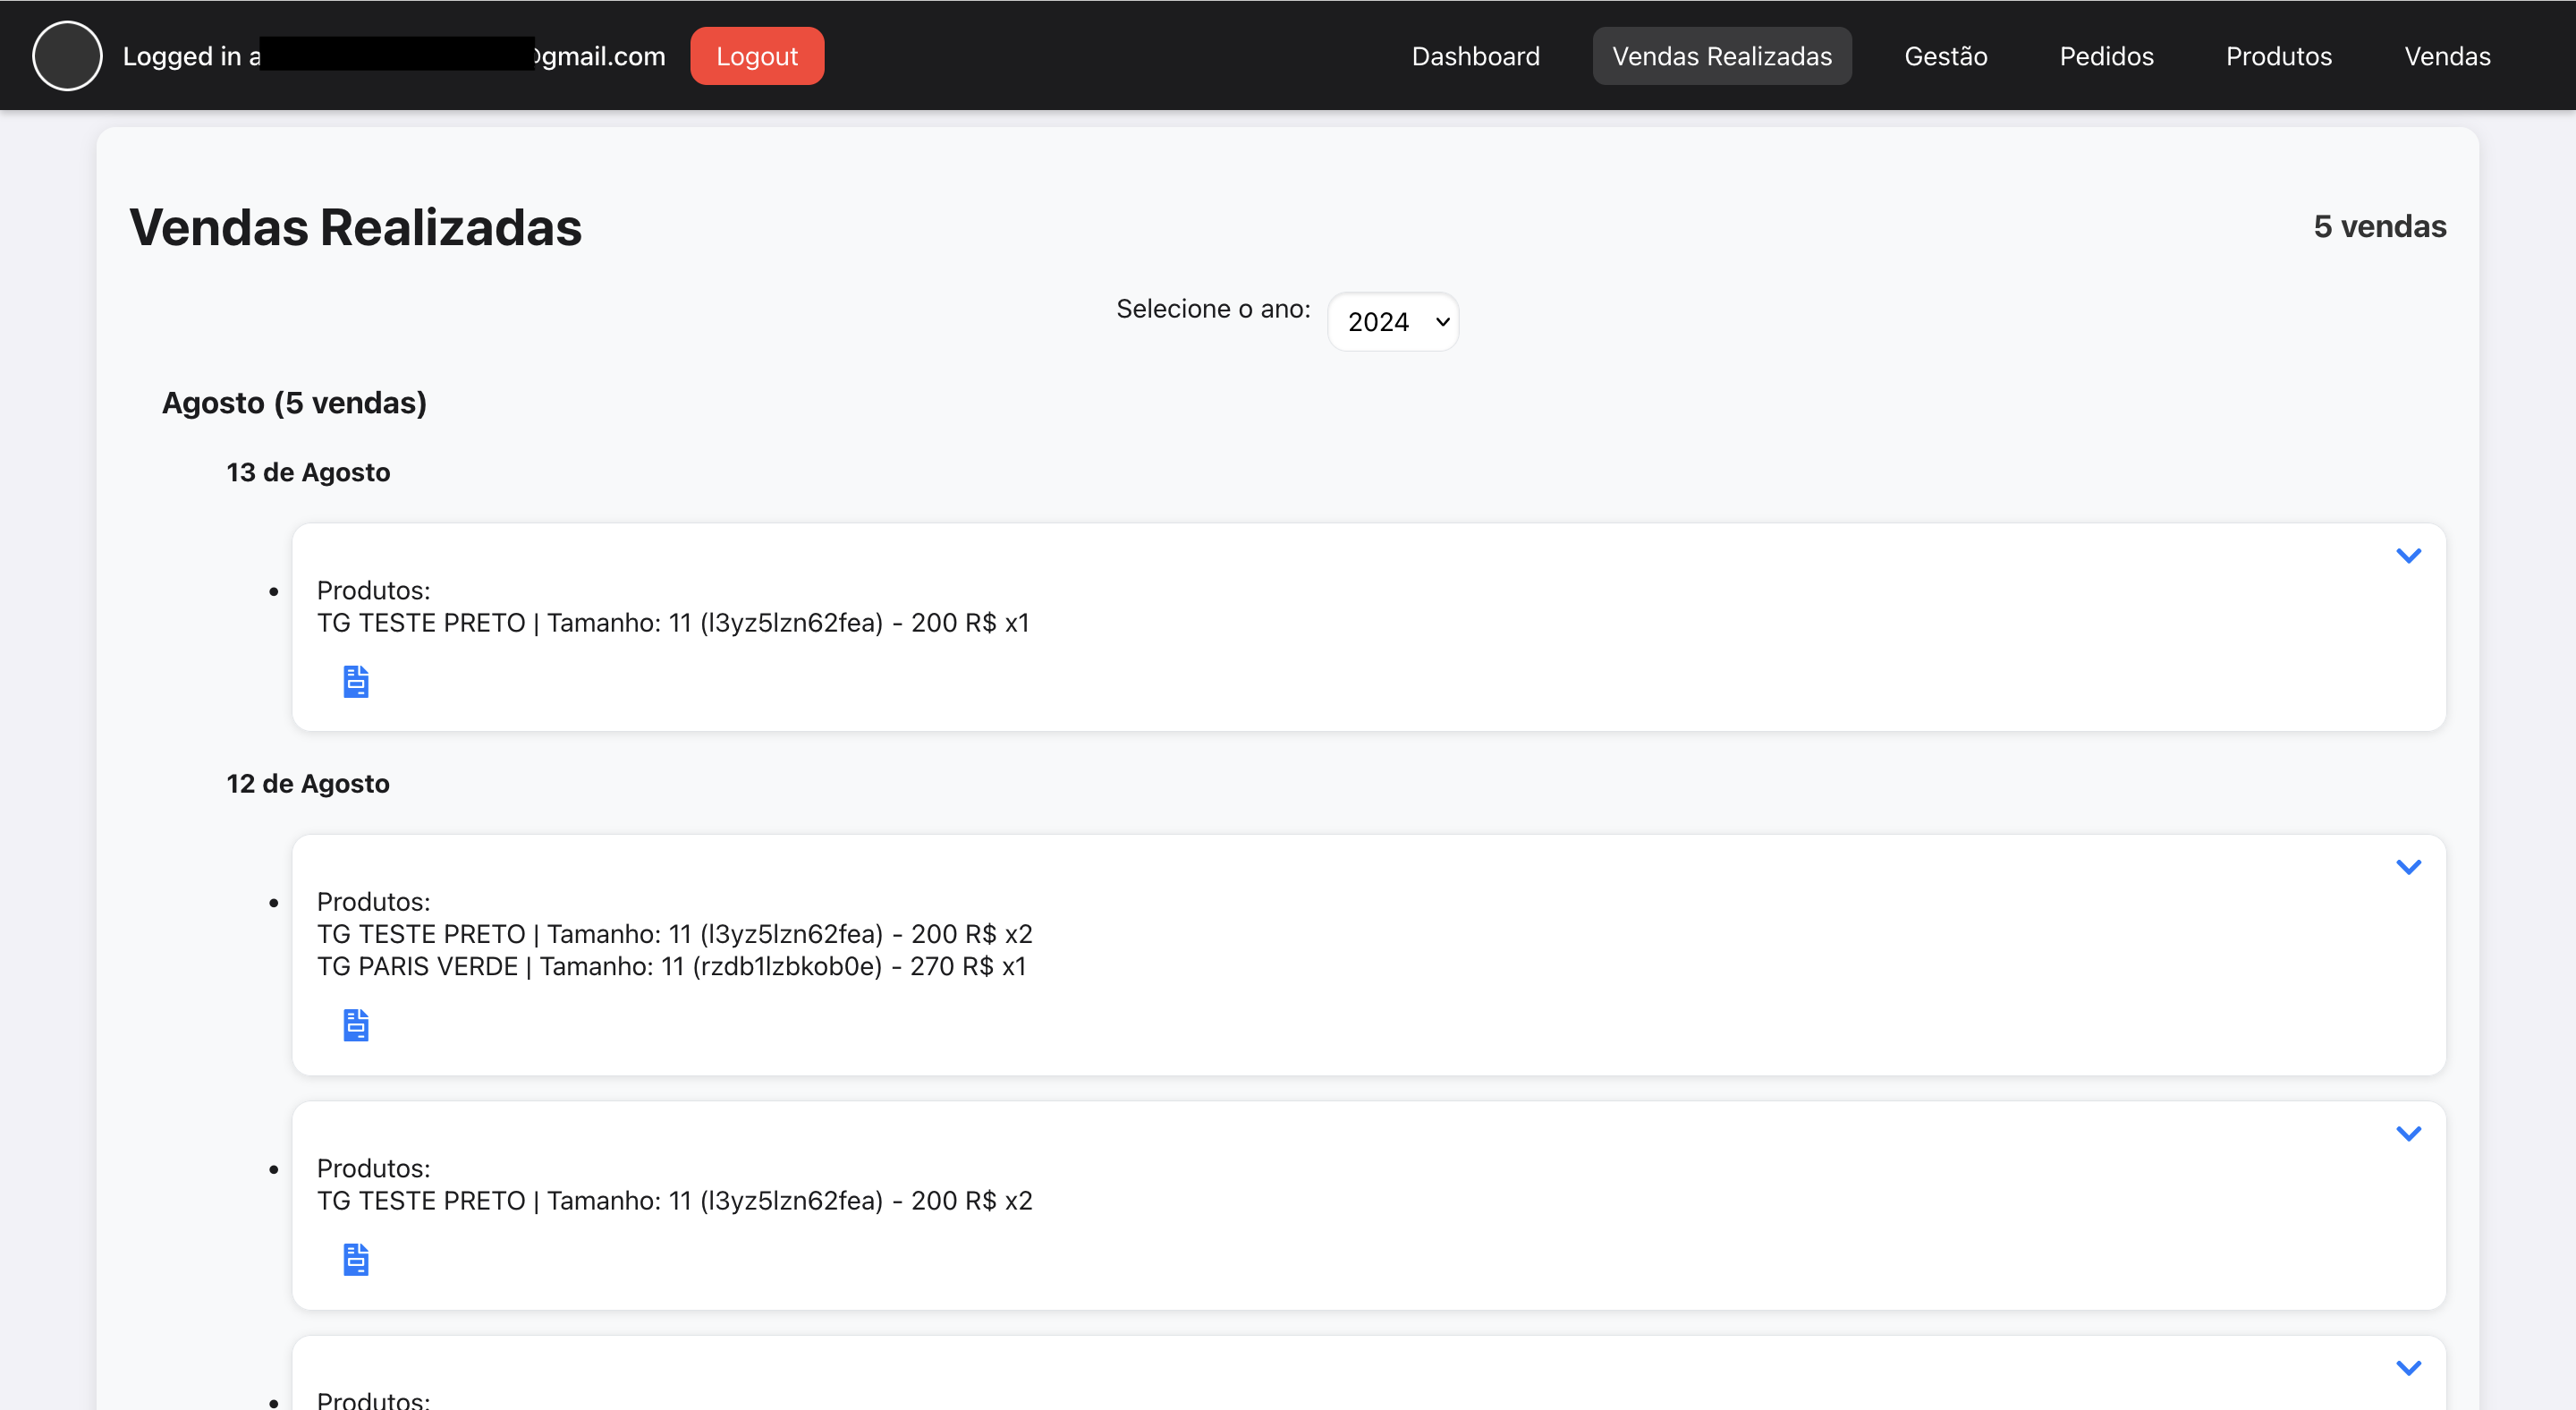 Logged in a
@gmail.com
Logout
Dashboard
Vendas Realizadas
Gestão
Pedidos
Produtos
Vendas
Vendas Realizadas
5 vendas
Selecione o ano:
2024
Agosto (5 vendas)
13 de Agosto
Produtos:
TG TESTE PRETO | Tamanho: 11 (l3yz5lzn62fea) - 200 R$ x1
12 de Agosto
Produtos:
TG TESTE PRETO | Tamanho: 11 (l3yz5lzn62fea) - 200 R$ x2
TG PARIS VERDE | Tamanho: 11 (rzdb1lzbkob0e) - 270 R$ x1
Produtos:
TG TESTE PRETO | Tamanho: 11 (l3yz5lzn62fea) - 200 R$ x2
Produtos: